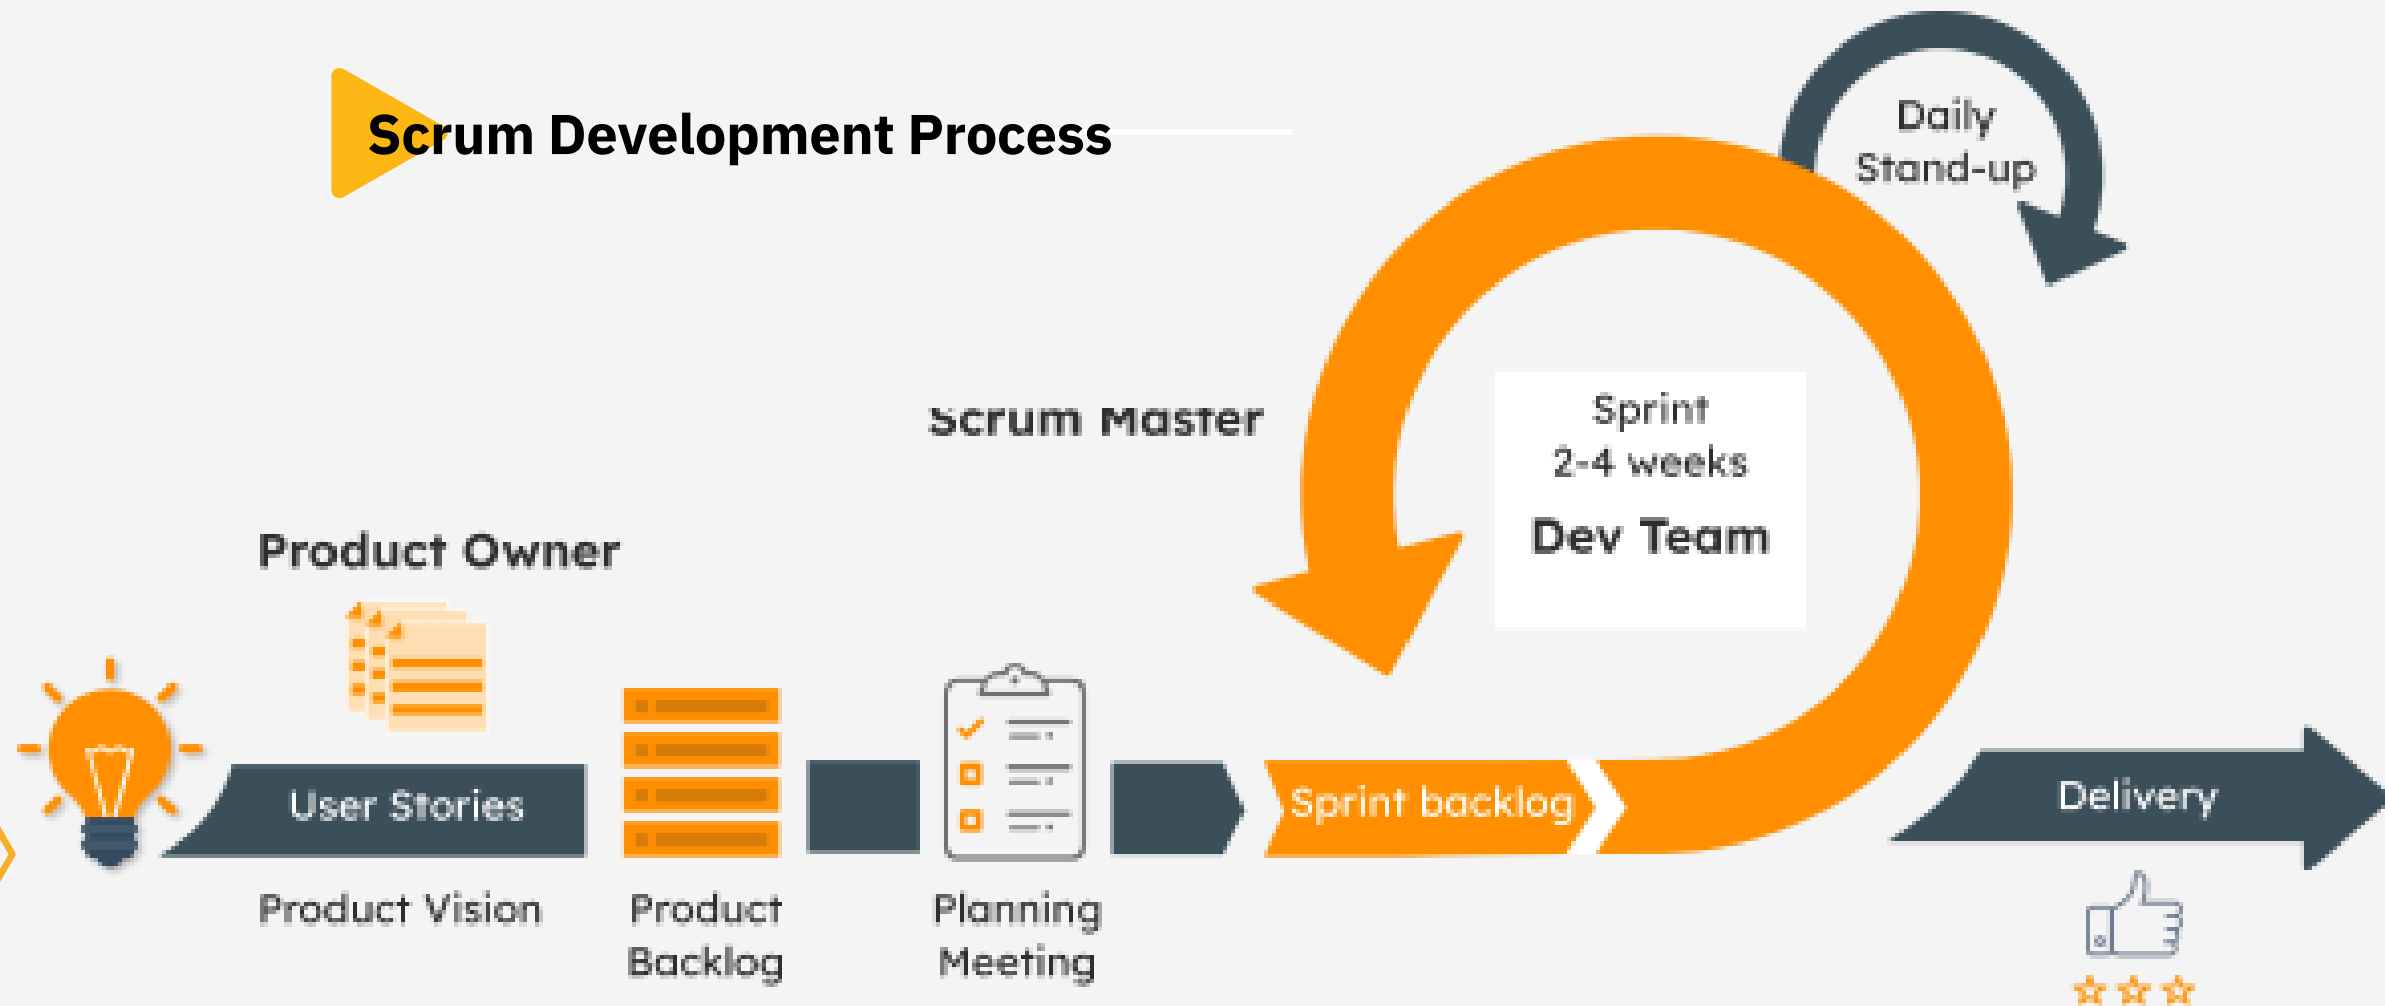 Scrum Development Process
Daily
Stand-up
Scrum Master
Sprint
2-4 weeks
Dev Team
Product Owner
User Stories
Sprint backlog
Delivery
Product Vision
Product
Backlog
Planning
Meeting